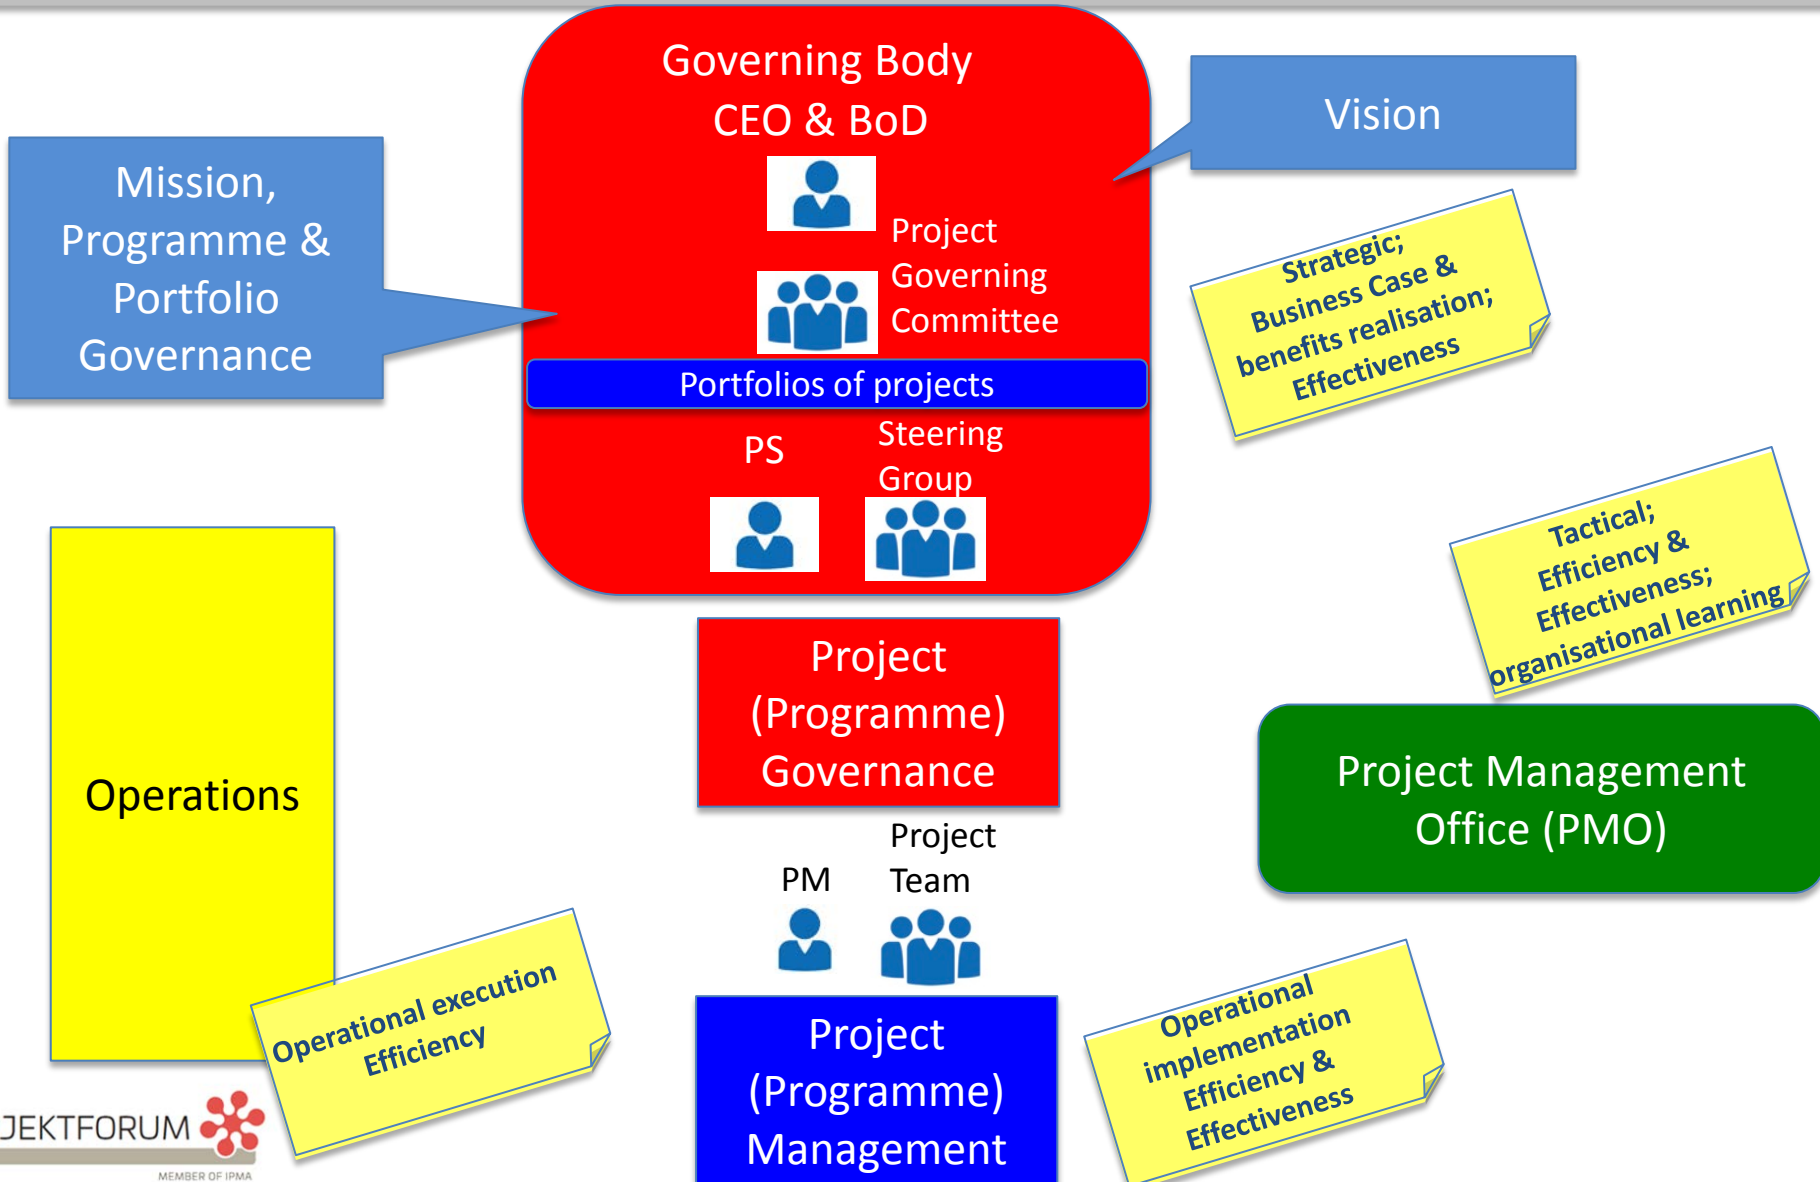 Governing Body
CEO & BoD
Vision
Mission,
Programme &
Portfolio
Governance
Project
Governing
Committee
Strategic;
Business Case &
benefits realisation;
Effectiveness
Portfolios of projects
PS
Steering
Group
Tactical;
Efficiency &
Effectiveness;
organisational learning
Project
(Programme)
Governance
Operations
Project Management
Office (PMO)
PM
Project
Team
Operational execution
Efficiency
Project
(Programme)
Management
Operational
implementation
Efficiency &
Effectiveness
JEKTFORUM
MEMBER OF IPMA